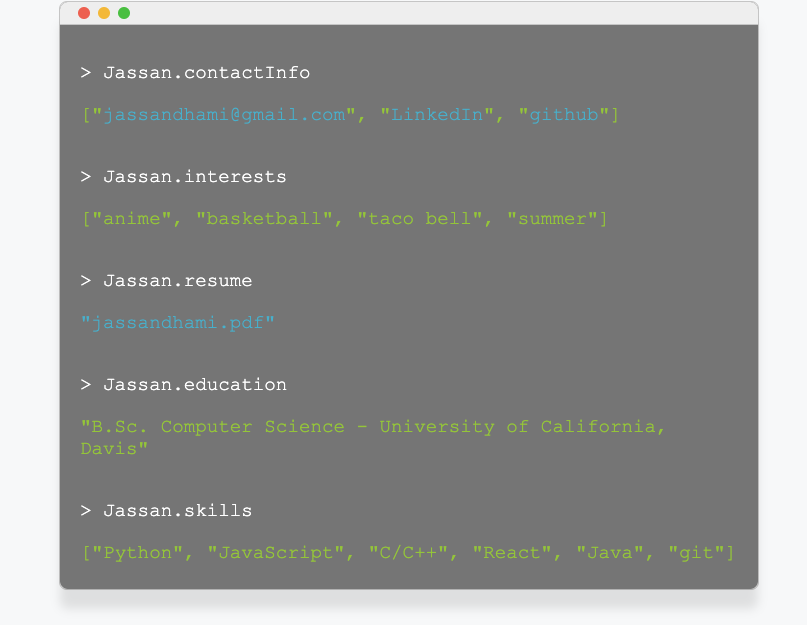 > Jassan.contactInfo
["jassandhami@gmail.com", "LinkedIn", "github"]
> Jassan.interests
["anime", "basketball", "taco bell", "summer"]
> Jassan.resume
"jassandhami.pdf"
> Jassan.education
"B.Sc. Computer Science - University of California,
Davis"
> Jassan.skills
["Python", "JavaScript", "C/C++", "React", "Java", "git"]